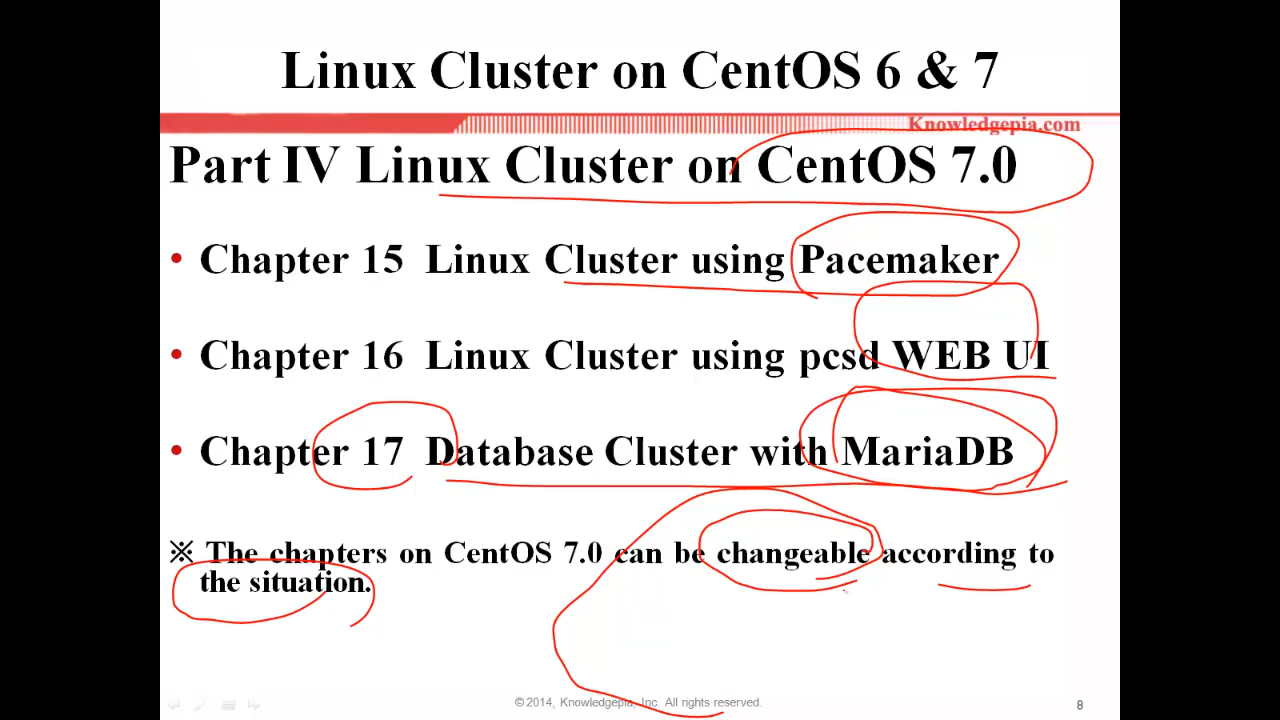 Linux Cluster on CentOS 6 & 7
Knowledgepia.com
Part IV Linux Cluster on CentOS 7.0
• Chapter 15 Linux Cluster using Pacemaker
• Chapter 16 Linux Cluster using pcsd WEB UI
• Chapter 17 Database Cluster with MariaDB
※ The chapters on CentOS 7.0 can be changeable according to
the situation.
© 2014, Knowledgepia, Inc. All rights reserved.
8